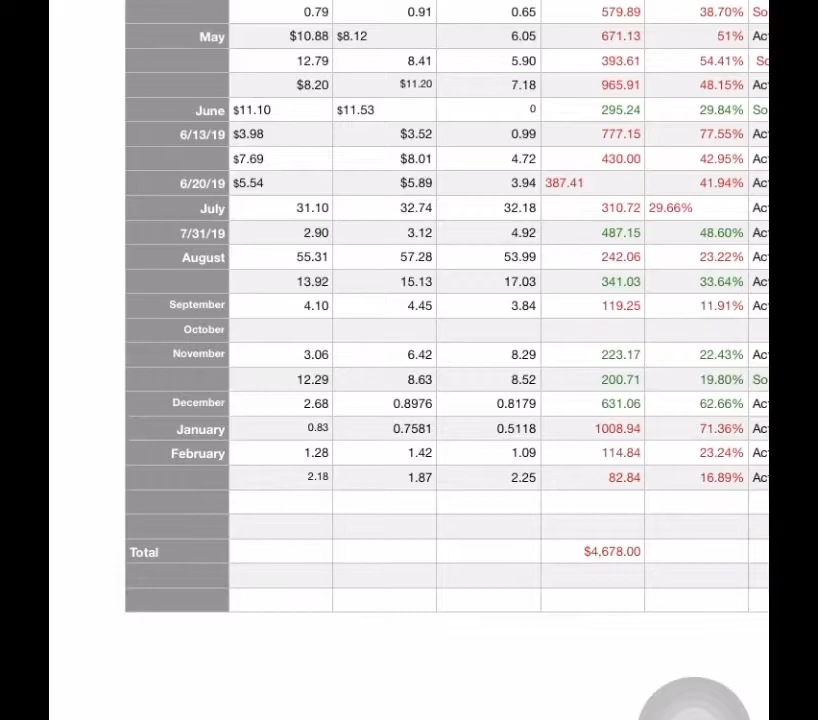 0.79 0.91 0.65 579.89 38.70% So
May $10.88 $8.12 6.05 671.13 51% Ac
12.79 8.41 5.90 393.61 54.41% So
$8.20 $11.20 7.18 965.91 48.15% Ac
June $11.10 $11.53 0 295.24 29.84% So
6/13/19 $3.98 $3.52 0.99 777.15 77.55% Ac
$7.69 $8.01 4.72 430.00 42.95% Ac
6/20/19 $5.54 $5.89 3.94 387.41 41.94% Ac
July 31.10 32.74 32.18 310.72 29.66% Ac
7/31/19 2.90 3.12 4.92 487.15 48.60% Ac
August 55.31 57.28 53.99 242.06 23.22% Ac
13.92 15.13 17.03 341.03 33.64% Ac
September 4.10 4.45 3.84 119.25 11.91% Ac
October
November 3.06 6.42 8.29 223.17 22.43% Ac
12.29 8.63 8.52 200.71 19.80% So
December 2.68 0.8976 0.8179 631.06 62.66% Ac
January 0.83 0.7581 0.5118 1008.94 71.36% Ac
February 1.28 1.42 1.09 114.84 23.24% Ac
2.18 1.87 2.25 82.84 16.89% Ac
Total $4,678.00